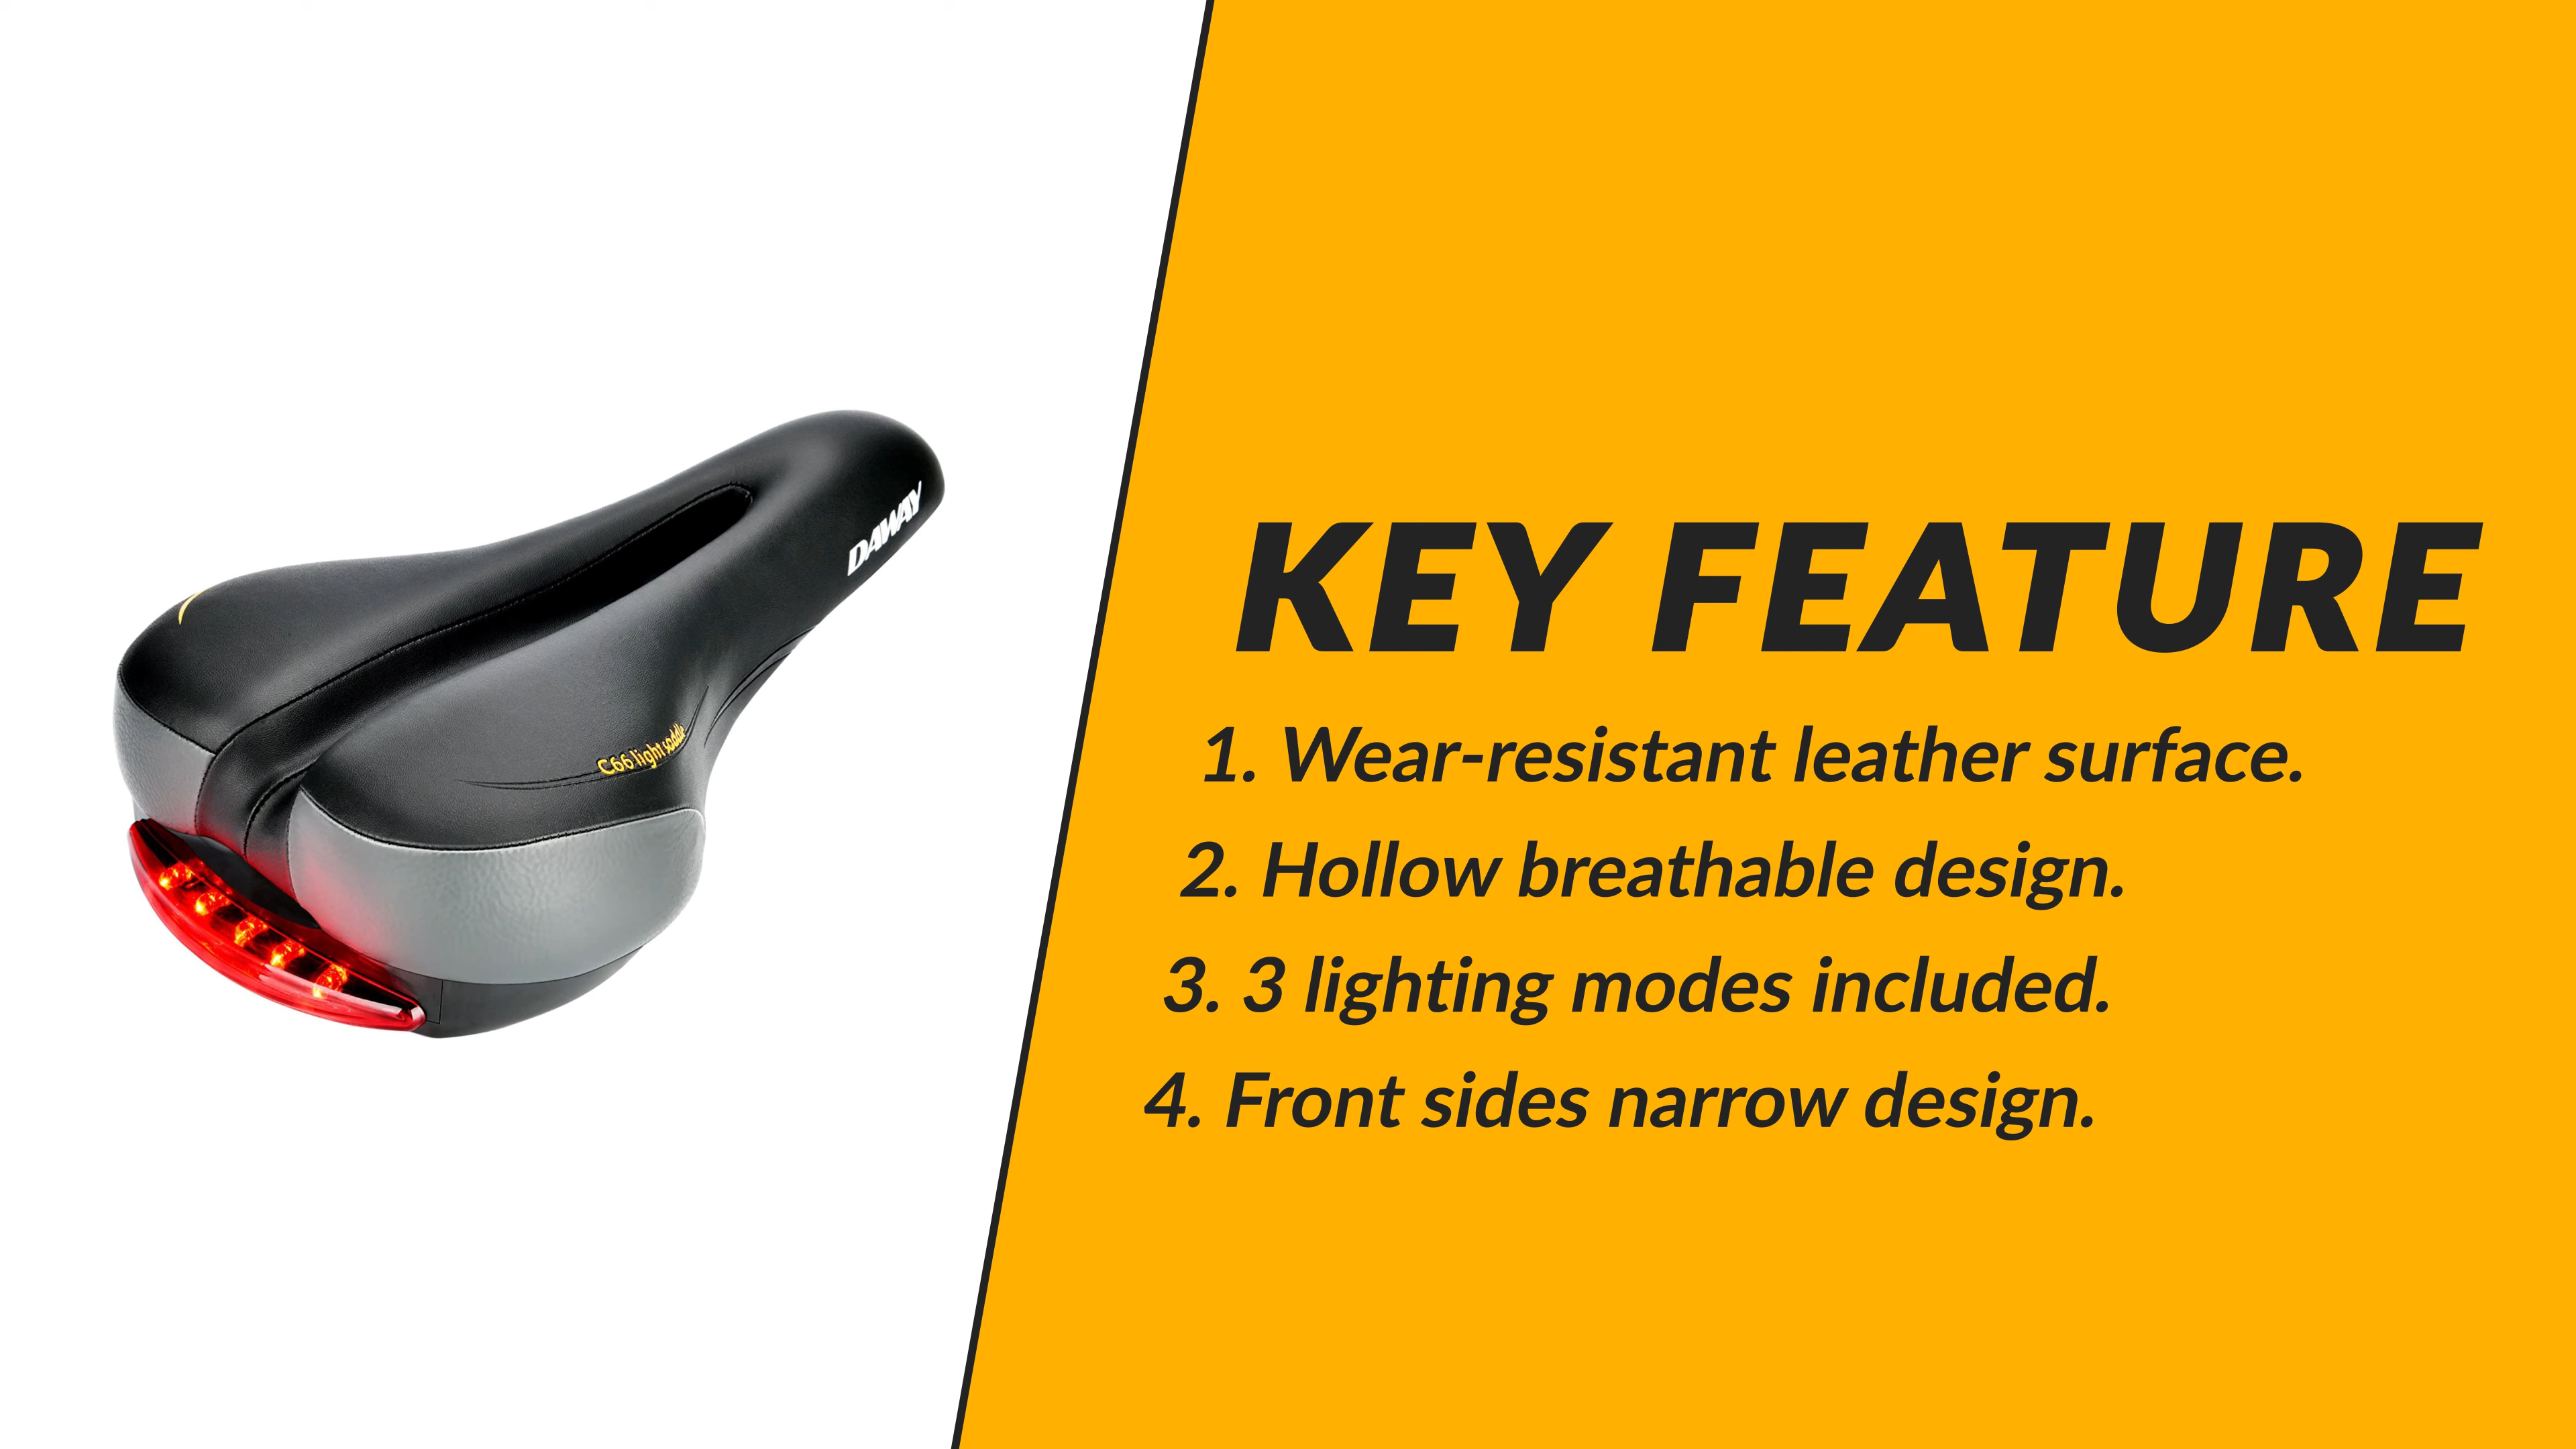 DAWAY
C66 light saddle
KEY FEATURE
1. Wear-resistant leather surface.
2. Hollow breathable design.
3. 3 lighting modes included.
4. Front sides narrow design.